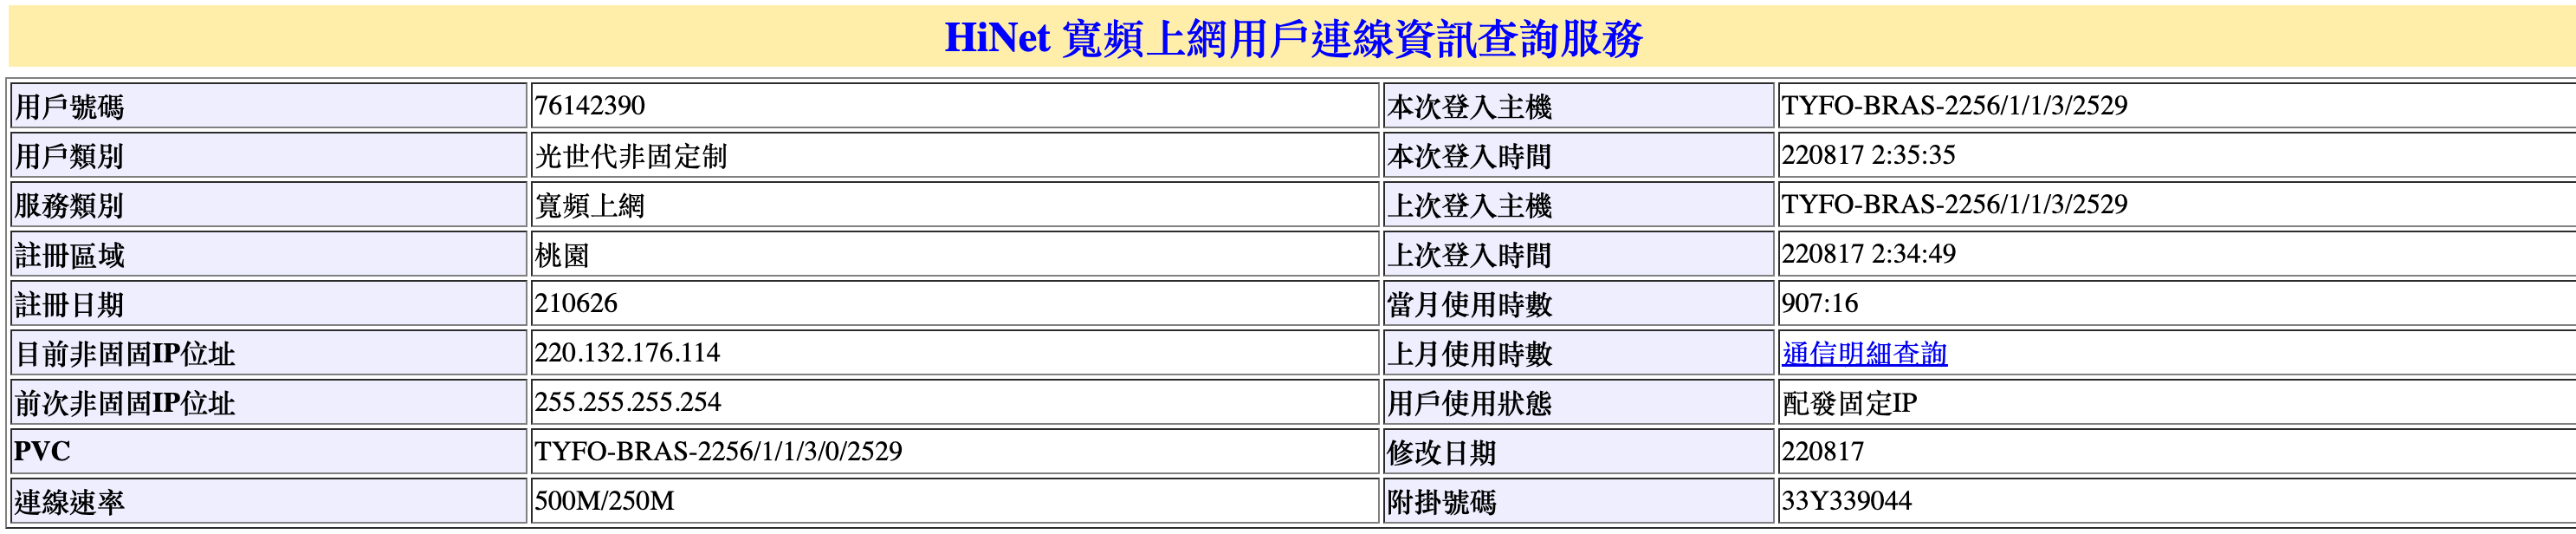 HiNet 寬頻上網用戶連線資訊查詢服務
用戶號碼 76142390 本次登入主機 TYFO-BRAS-2256/1/1/3/2529
用戶類別 光世代非固定制 本次登入時間 220817 2:35:35
服務類別 寬頻上網 上次登入主機 TYFO-BRAS-2256/1/1/3/2529
註冊區域 桃園 上次登入時間 220817 2:34:49
註冊日期 210626 當月使用時數 907:16
目前非固固IP位址 220.132.176.114 上月使用時數 通信明細查詢
前次非固固IP位址 255.255.255.254 用戶使用狀態 配發固定IP
PVC TYFO-BRAS-2256/1/1/3/0/2529 修改日期 220817
連線速率 500M/250M 附掛號碼 33Y339044